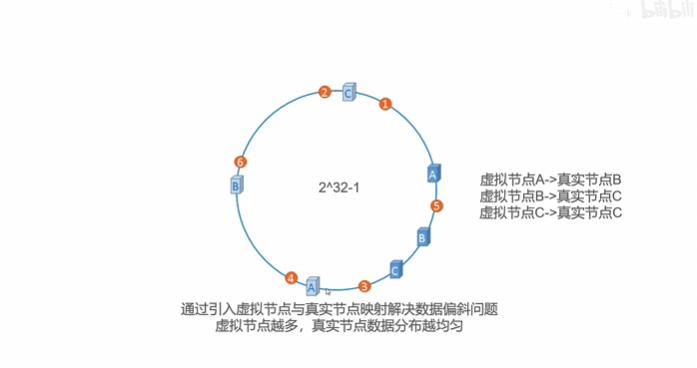 bilibili
2
C
1
A
6
B
2^32-1
5
虚拟节点A->真实节点B
虚拟节点B->真实节点C
虚拟节点C->真实节点C
B
C
4
A
3
通过引入虚拟节点与真实节点映射解决数据偏斜问题
虚拟节点越多，真实节点数据分布越均匀